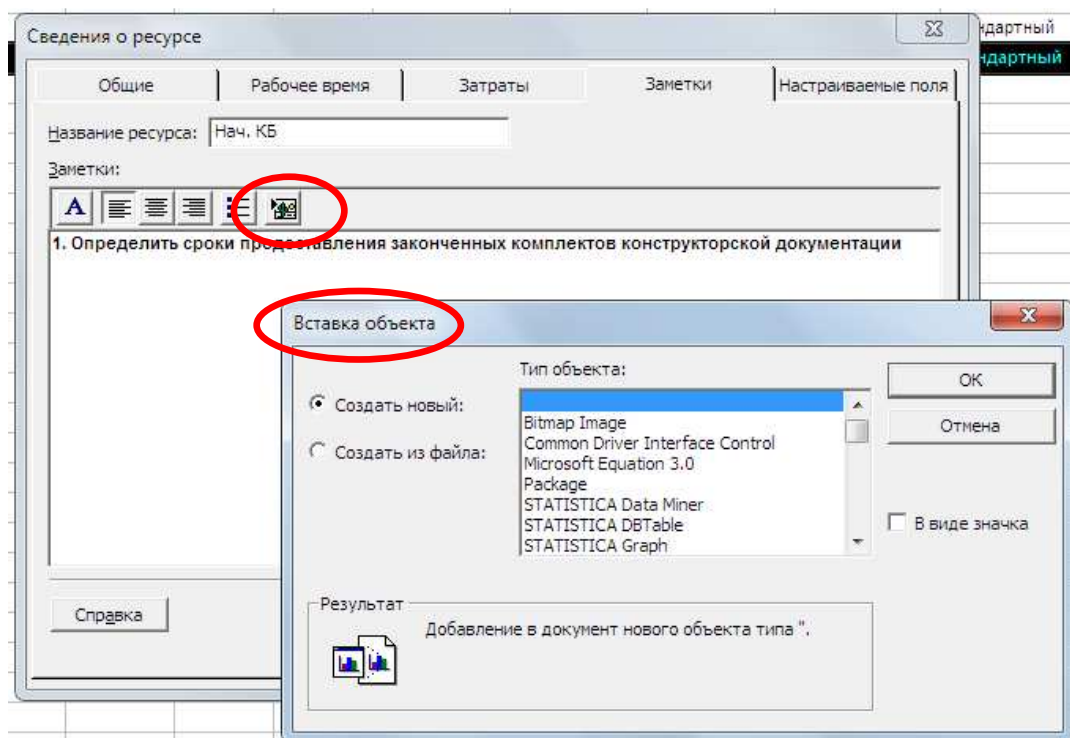 ндартный
Сведения о ресурсе
ндартный
Общие Рабочее время Затраты Заметки Настраиваемые поля
Название ресурса: Нач. КБ
Заметки:
A
1. Определить сроки предоставления законченных комплектов конструкторской документации
Вставка объекта
Тип объекта:
Создать новый:
Создать из файла:
Bitmap Image
Common Driver Interface Control
Microsoft Equation 3.0
Package
STATISTICA Data Miner
STATISTICA DBTable
STATISTICA Graph
ОК
Отмена
В виде значка
Результат
Добавление в документ нового объекта типа ".
Справка